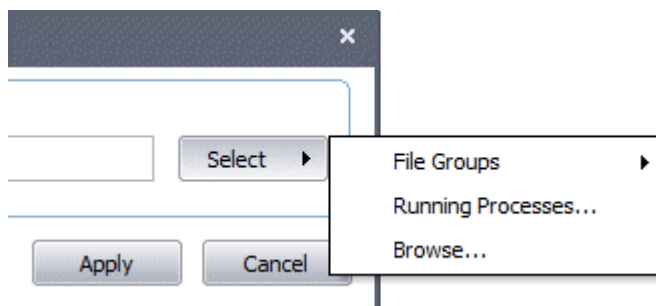 Select
File Groups
Running Processes...
Browse...
Apply
Cancel